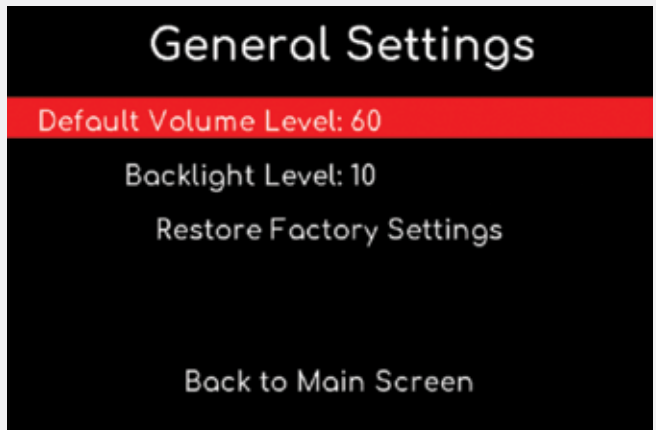 General Settings
Default Volume Level: 60
Backlight Level: 10
Restore Factory Settings
Back to Main Screen